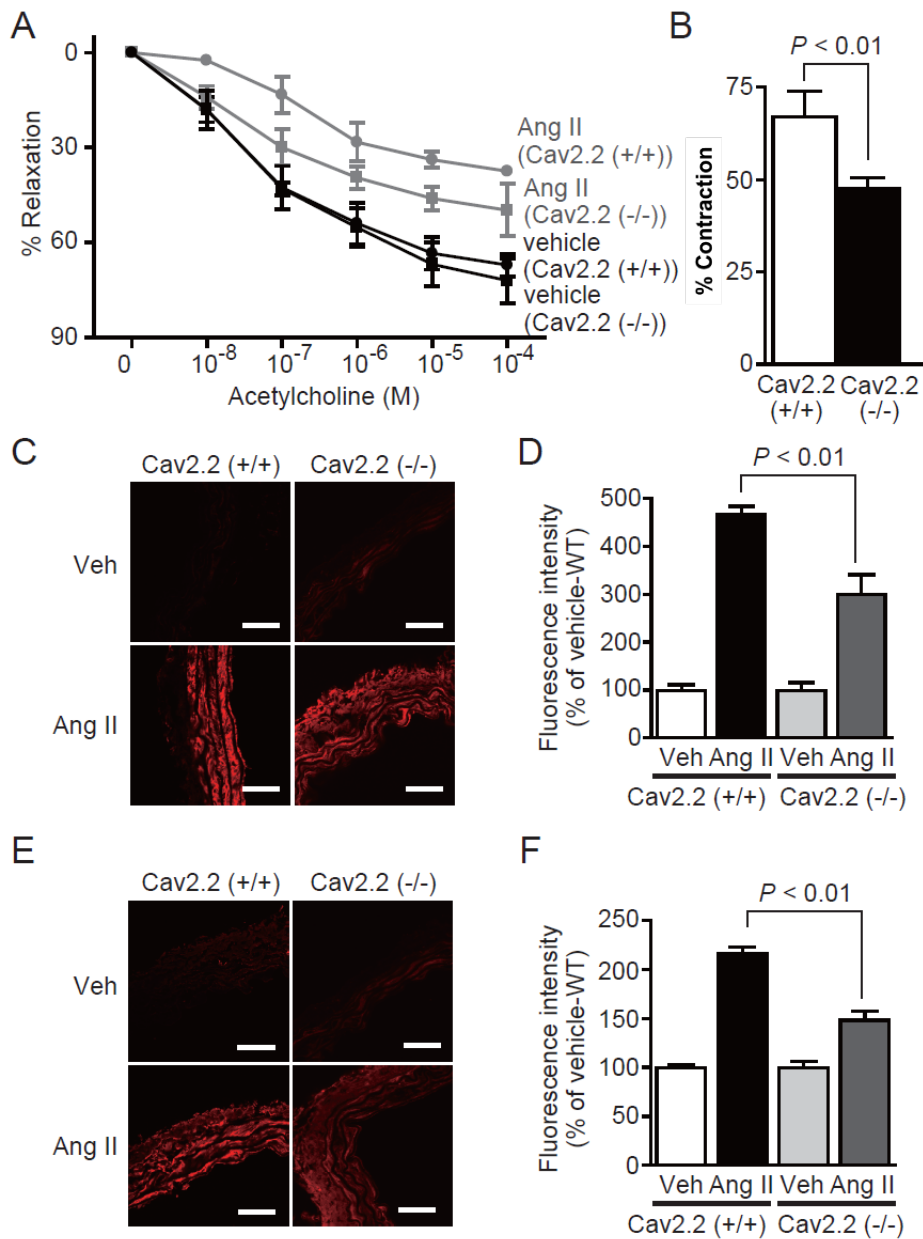 A
% Relaxation
0
30
60
90
0
10-8
10-7
10-6
10-5
10-4
Acetylcholine (M)
Ang II
(Cav2.2 (+/+))
Ang II
(Cav2.2 (-/-))
vehicle
(Cav2.2 (+/+))
vehicle
(Cav2.2 (-/-))
B
P < 0.01
% Contraction
75
50
25
0
Cav2.2
(+/+)
Cav2.2
(-/-)
C
Cav2.2 (+/+)
Cav2.2 (-/-)
Veh
Ang II
D
P < 0.01
Fluorescence intensity
(% of vehicle-WT)
500
400
300
200
100
0
Veh Ang II
Veh Ang II
Cav2.2 (+/+)
Cav2.2 (-/-)
E
Cav2.2 (+/+)
Cav2.2 (-/-)
Veh
Ang II
F
P < 0.01
Fluorescence intensity
(% of vehicle-WT)
250
200
150
100
50
0
Veh Ang II
Veh Ang II
Cav2.2 (+/+)
Cav2.2 (-/-)